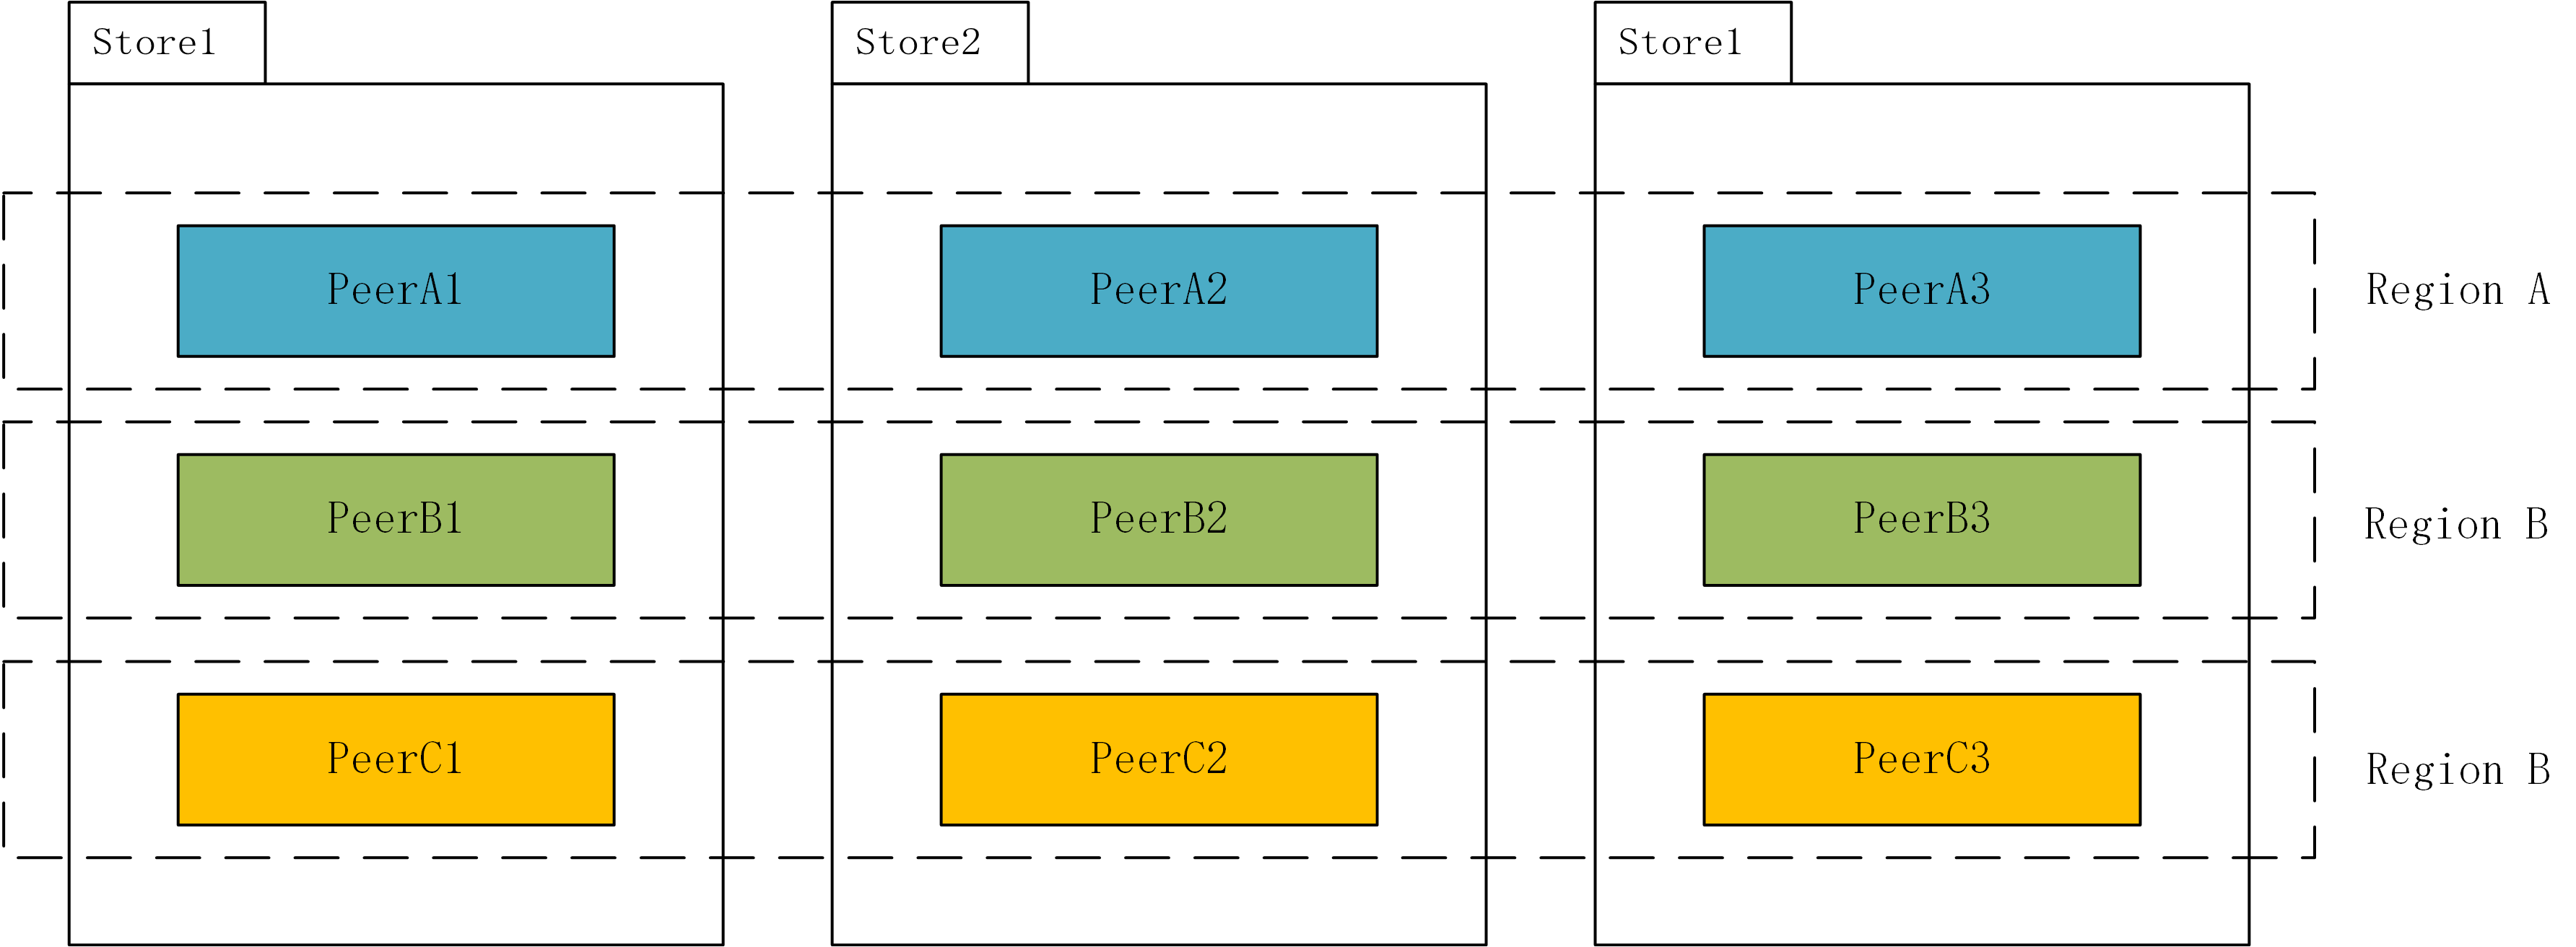 Store1
Store2
Store1
PeerA1
PeerA2
PeerA3
Region A
PeerB1
PeerB2
PeerB3
Region B
PeerC1
PeerC2
PeerC3
Region B